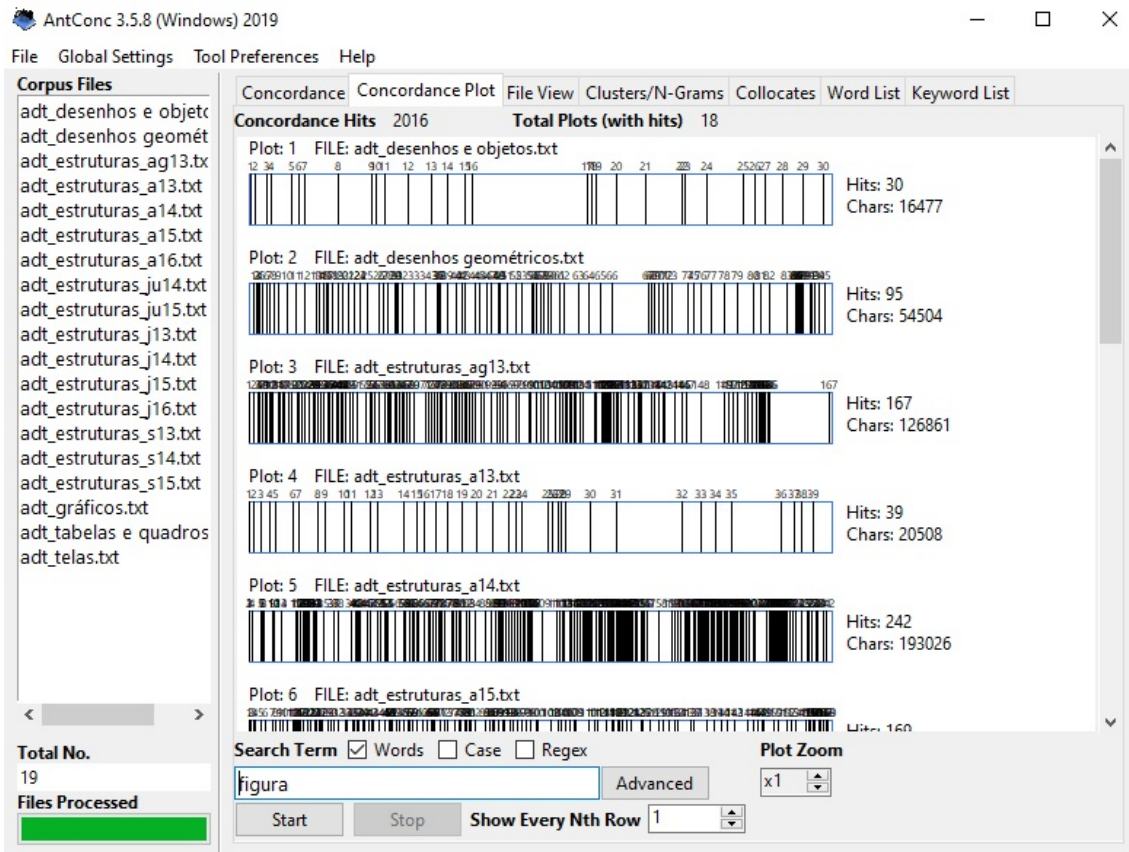 AntConc 3.5.8 (Windows) 2019
File Global Settings Tool Preferences Help
Corpus Files
adt_desenhos e objeto
adt_desenhos geomét
adt_estruturas_ag13.tx
adt_estruturas_a13.txt
adt_estruturas_a14.txt
adt_estruturas_a15.txt
adt_estruturas_a16.txt
adt_estruturas_ju14.txt
adt_estruturas_ju15.txt
adt_estruturas_j13.txt
adt_estruturas_j14.txt
adt_estruturas_j15.txt
adt_estruturas_j16.txt
adt_estruturas_s13.txt
adt_estruturas_s14.txt
adt_estruturas_s15.txt
adt_gráficos.txt
adt_tabelas e quadros
adt_telas.txt
Total No.
19
Files Processed
Concordance Concordance Plot File View Clusters/N-Grams Collocates Word List Keyword List
Concordance Hits 2016 Total Plots (with hits) 18
Plot: 1 FILE: adt_desenhos e objetos.txt
Hits: 30
Chars: 16477
Plot: 2 FILE: adt_desenhos geométricos.txt
Hits: 95
Chars: 54504
Plot: 3 FILE: adt_estruturas_ag13.txt
Hits: 167
Chars: 126861
Plot: 4 FILE: adt_estruturas_a13.txt
Hits: 39
Chars: 20508
Plot: 5 FILE: adt_estruturas_a14.txt
Hits: 242
Chars: 193026
Plot: 6 FILE: adt_estruturas_a15.txt
Search Term Words Case Regex Plot Zoom
figura Advanced x1
Start Stop Show Every Nth Row 1